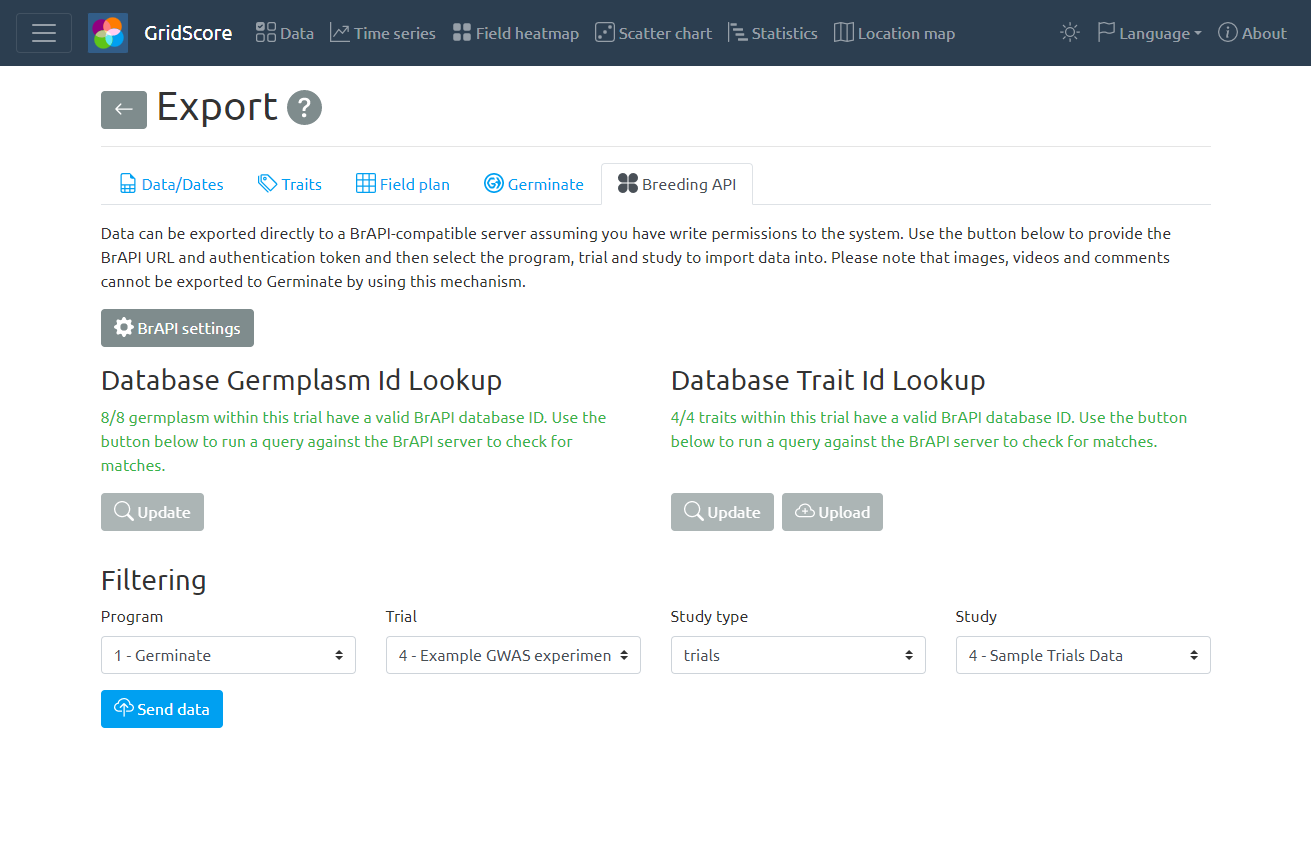 GridScore Data Time series Field heatmap Scatter chart Statistics Location map Language About
Export ?
Data/Dates Traits Field plan Germinate Breeding API
Data can be exported directly to a BrAPI-compatible server assuming you have write permissions to the system. Use the button below to provide the
BrAPI URL and authentication token and then select the program, trial and study to import data into. Please note that images, videos and comments
cannot be exported to Germinate by using this mechanism.
BrAPI settings
Database Germplasm Id Lookup
8/8 germplasm within this trial have a valid BrAPI database ID. Use the
button below to run a query against the BrAPI server to check for
matches.
Update
Database Trait Id Lookup
4/4 traits within this trial have a valid BrAPI database ID. Use the button
below to run a query against the BrAPI server to check for matches.
Update Upload
Filtering
Program Trial Study type Study
1 - Germinate 4 - Example GWAS experimen trials 4 - Sample Trials Data
Send data